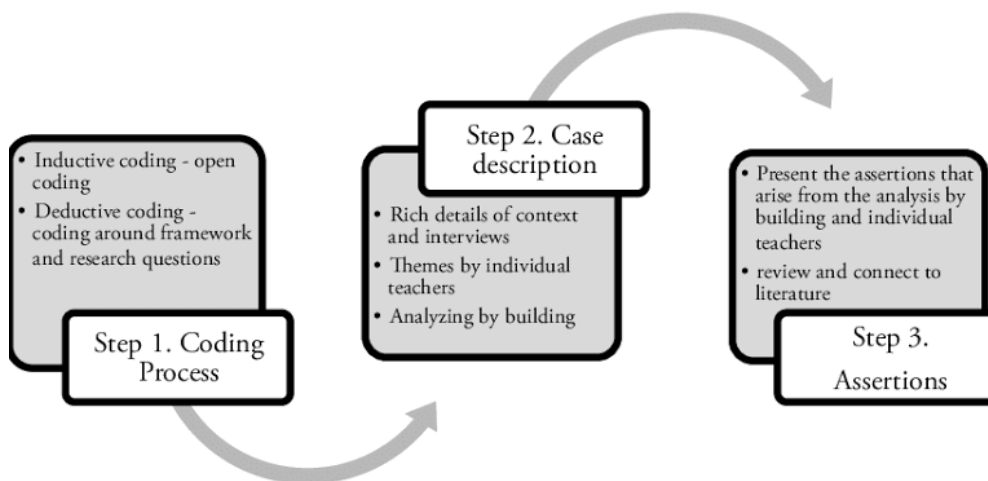 • Inductive coding - open
coding
• Deductive coding -
coding around framework
and research questions
Step 1. Coding
Process
Step 2. Case
description
• Rich details of context
and interviews
• Themes by individual
teachers
• Analyzing by building
• Present the assertions that
arise from the analysis by
building and individual
teachers
• review and connect to
literature
Step 3.
Assertions